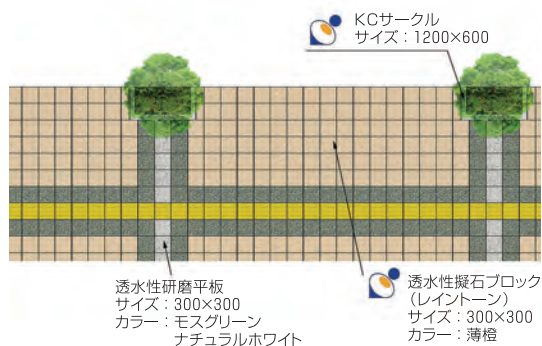 KCサークル
サイズ：1200×600
透水性研磨平板
サイズ：300×300
カラー：モスグリーン
ナチュラルホワイト
透水性擬石ブロック
（レイントーン）
サイズ：300×300
カラー：薄橙